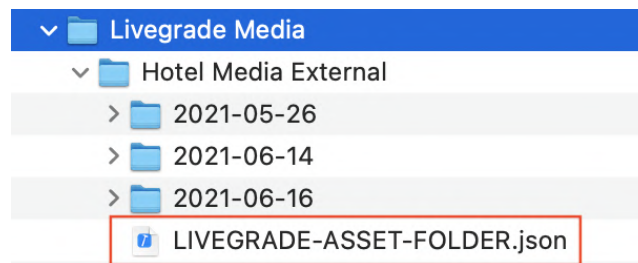 Livegrade Media
Hotel Media External
2021-05-26
2021-06-14
2021-06-16
LIVEGRADE-ASSET-FOLDER.json